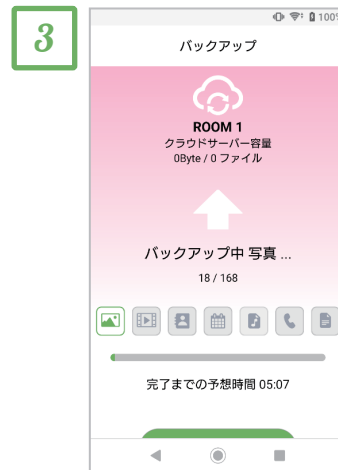 3
100%
バックアップ
ROOM 1
クラウドサーバー容量
0Byte / 0 ファイル
バックアップ中 写真 ...
18 / 168
完了までの予想時間 05:07